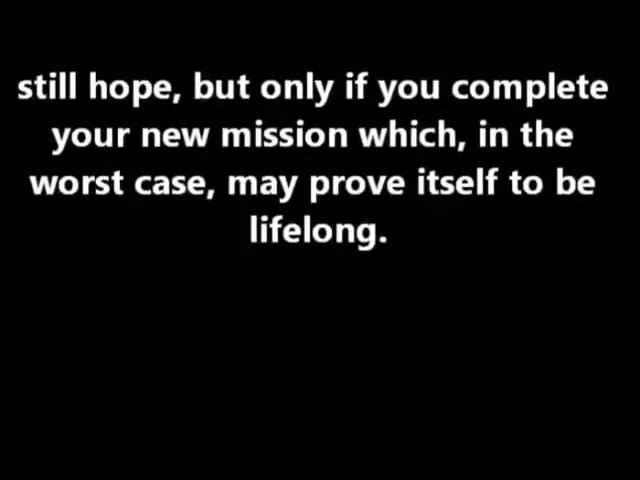 still hope, but only if you complete
your new mission which, in the
worst case, may prove itself to be
lifelong.